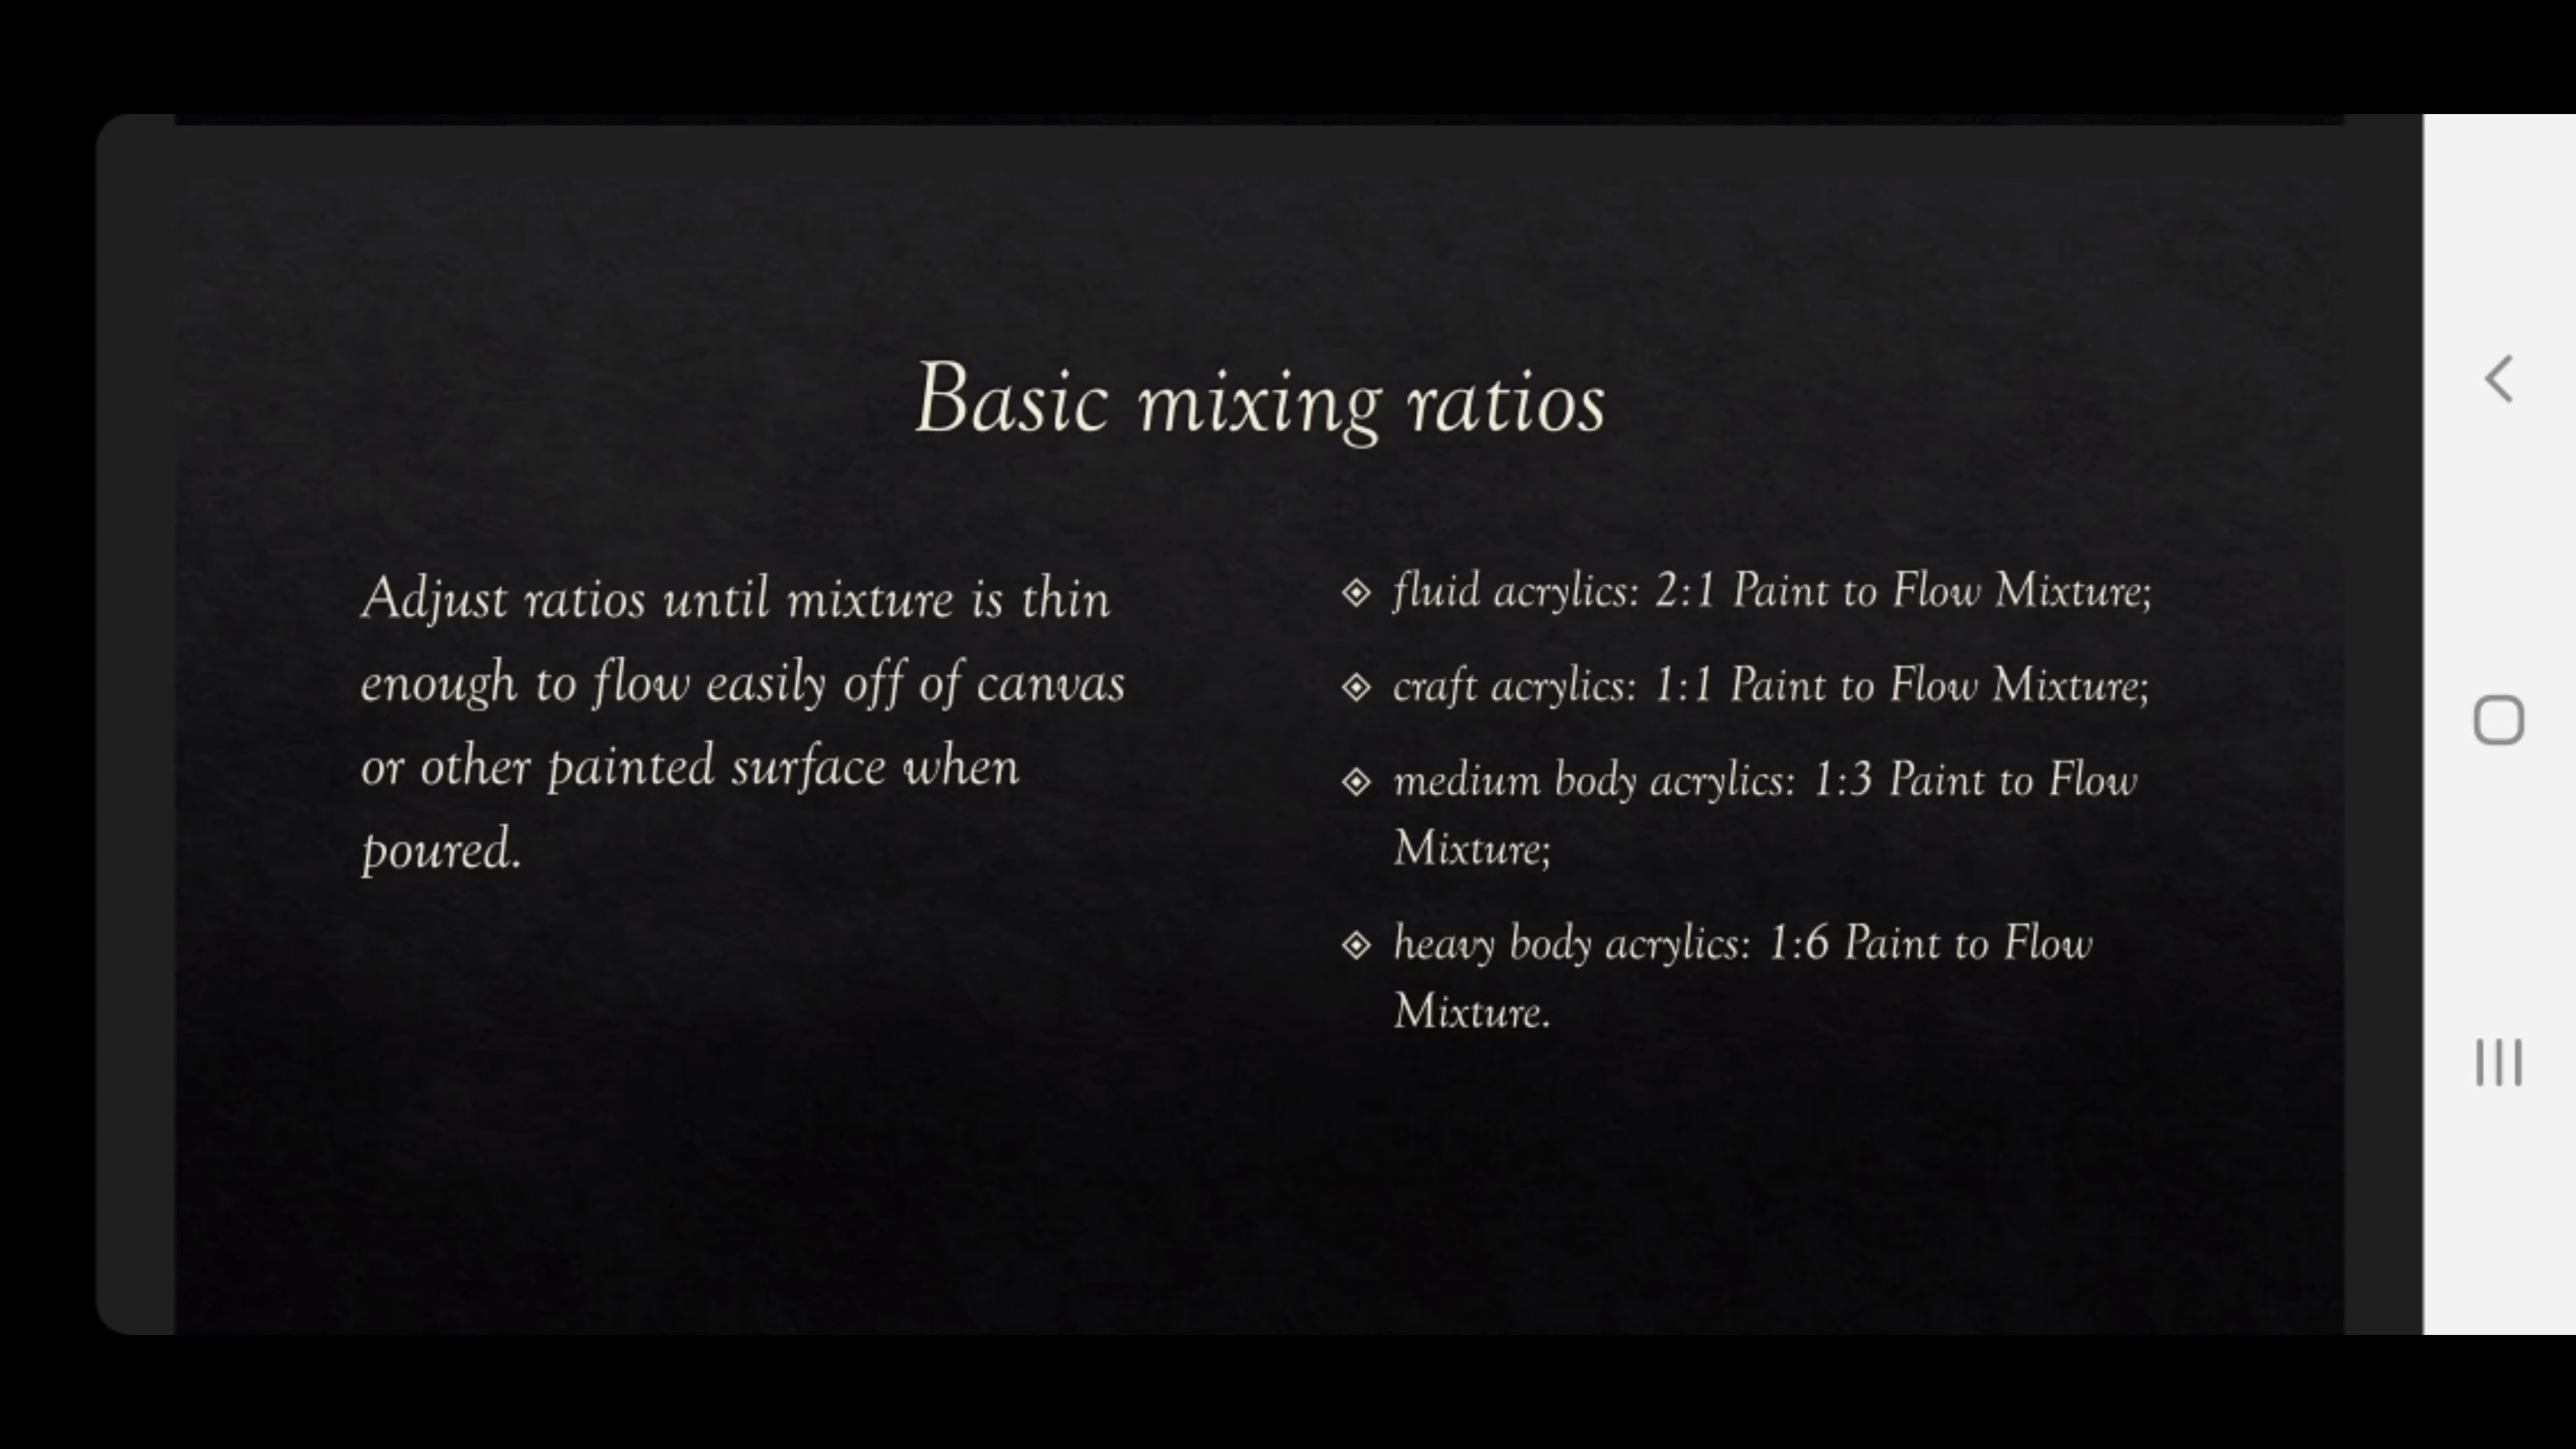 Basic mixing ratios
Adjust ratios until mixture is thin
enough to flow easily off of canvas
or other painted surface when
poured.
fluid acrylics: 2:1 Paint to Flow Mixture;
craft acrylics: 1:1 Paint to Flow Mixture;
medium body acrylics: 1:3 Paint to Flow
Mixture;
heavy body acrylics: 1:6 Paint to Flow
Mixture.